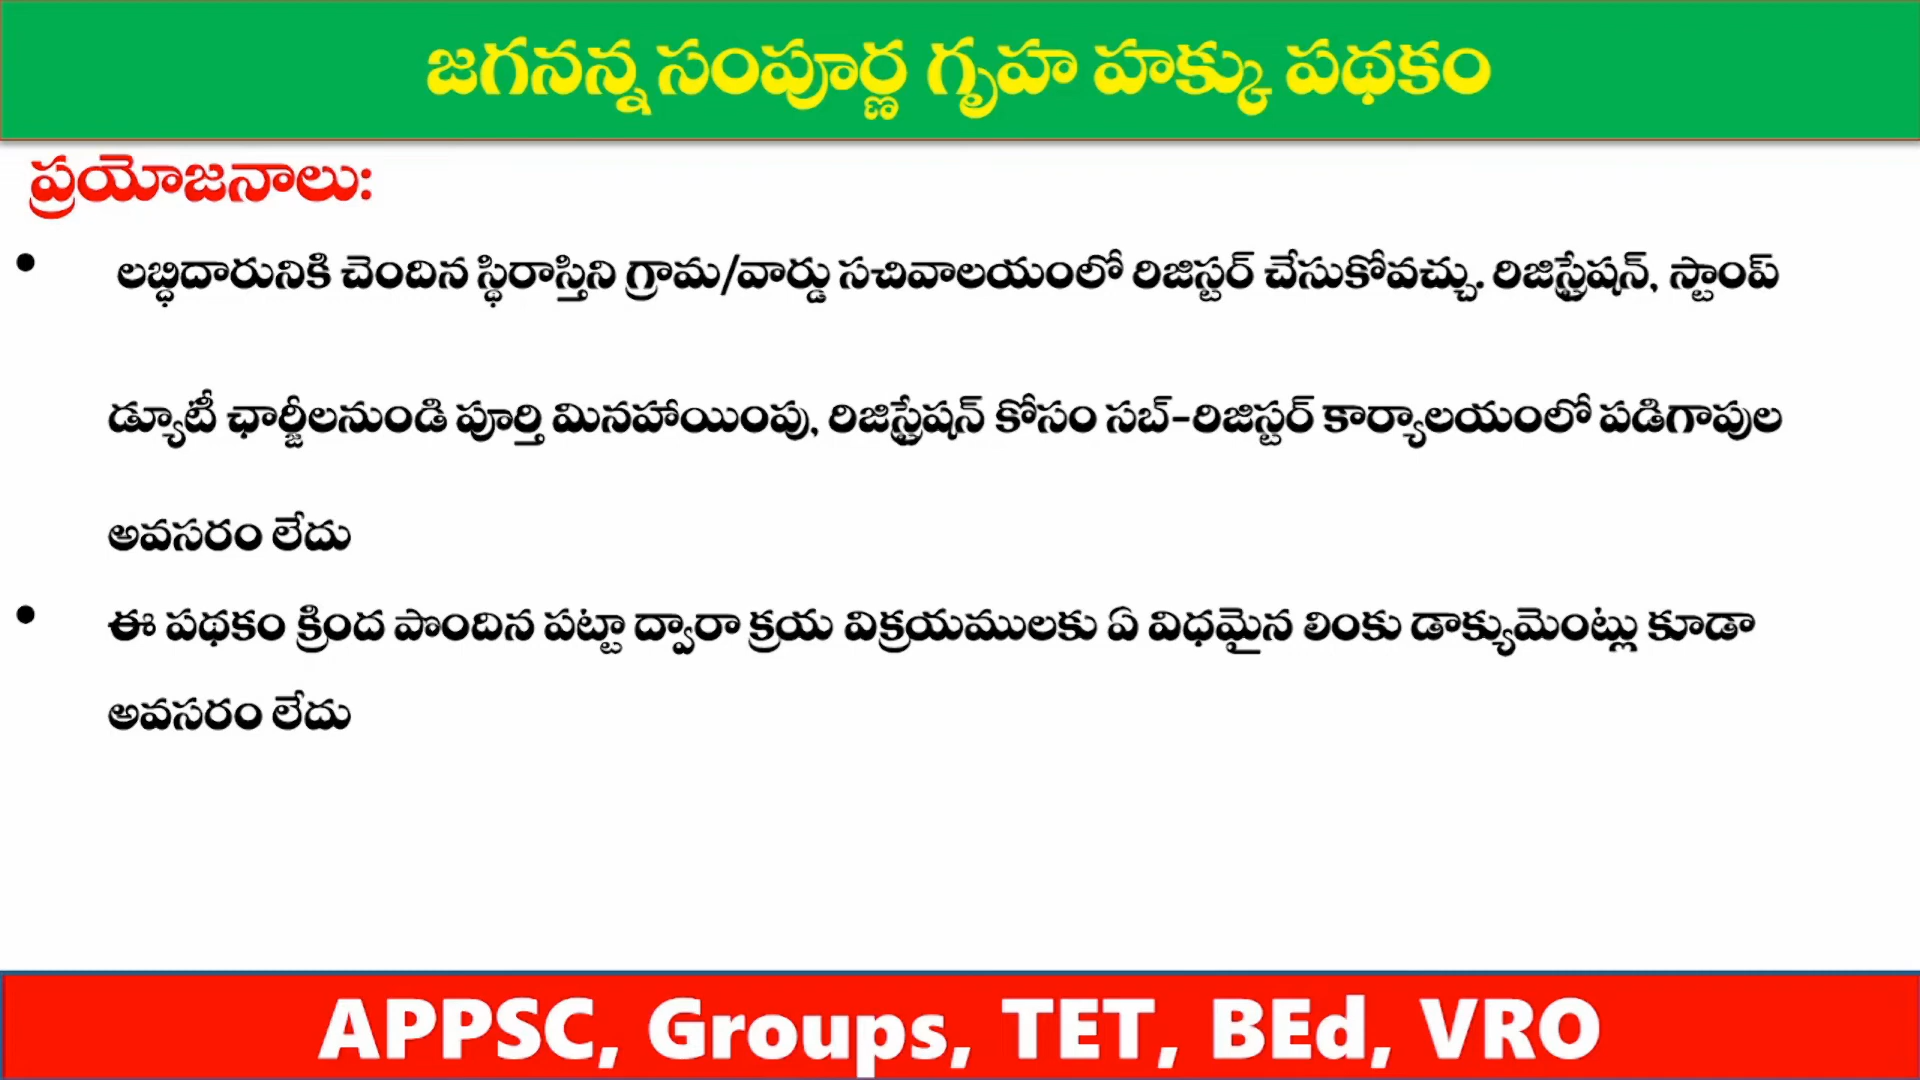 జగనన్న సంపూర్ణ గృహ హక్కు పథకం
ప్రయోజనాలు:
• లబ్ధిదారునికి చెందిన స్థిరాస్తిని గ్రామ/వార్డు సచివాలయంలో రిజిస్టర్ చేసుకోవచ్చు. రిజిస్ట్రేషన్, స్టాంప్
డ్యూటీ ఛార్జీలనుండి పూర్తి మినహాయింపు, రిజిస్ట్రేషన్ కోసం సబ్-రిజిస్టర్ కార్యాలయంలో పడిగాపుల
అవసరం లేదు
• ఈ పథకం క్రింద పొందిన పట్టా ద్వారా క్రయ విక్రయములకు ఏ విధమైన లింకు డాక్యుమెంట్లు కూడా
అవసరం లేదు
APPSC, Groups, TET, BEd, VRO